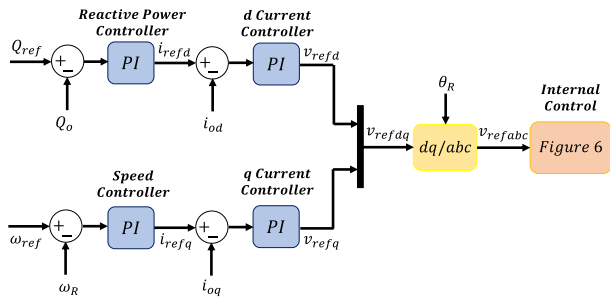 Reactive Power
Controller
d Current
Controller
Q_ref
+
−
PI
i_refd
+
−
PI
v_refd
Q_o
i_od
θ_R
Internal
Control
v_refdq
dq/abc
v_refabc
Figure 6
Speed
Controller
q Current
Controller
ω_ref
+
−
PI
i_refq
+
−
PI
v_refq
ω_R
i_oq